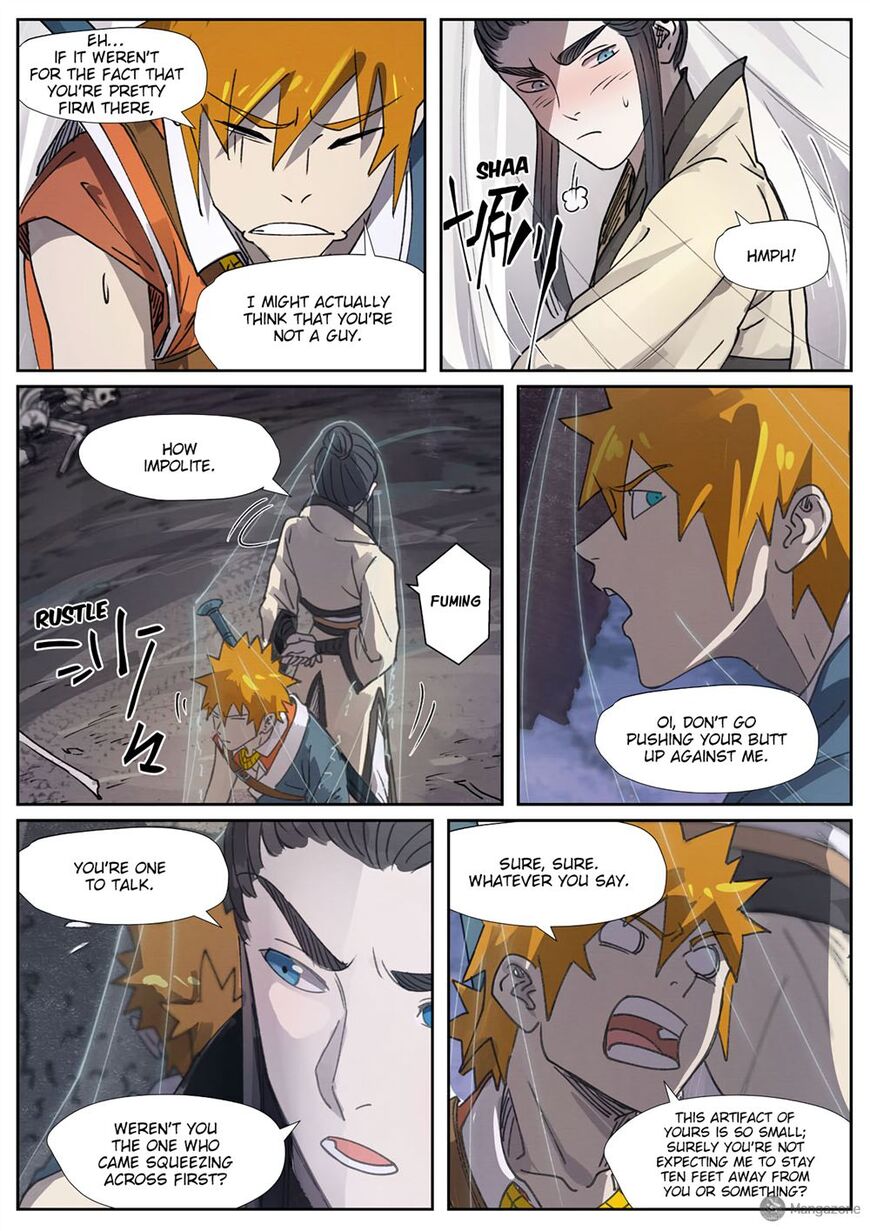 EH...
IF IT WEREN'T
FOR THE FACT THAT
YOU'RE PRETTY
FIRM THERE,
I MIGHT ACTUALLY
THINK THAT YOU'RE
NOT A GUY.
SHAA
HMPH!
HOW
IMPOLITE.
FUMING
RUSTLE
OI, DON'T GO
PUSHING YOUR BUTT
UP AGAINST ME.
YOU'RE ONE
TO TALK.
WEREN'T YOU
THE ONE WHO
CAME SQUEEZING
ACROSS FIRST?
SURE, SURE.
WHATEVER YOU SAY.
THIS ARTIFACT OF
YOURS IS SO SMALL;
SURELY YOU'RE NOT
EXPECTING ME TO STAY
TEN FEET AWAY FROM
YOU OR SOMETHING?
Mangazone